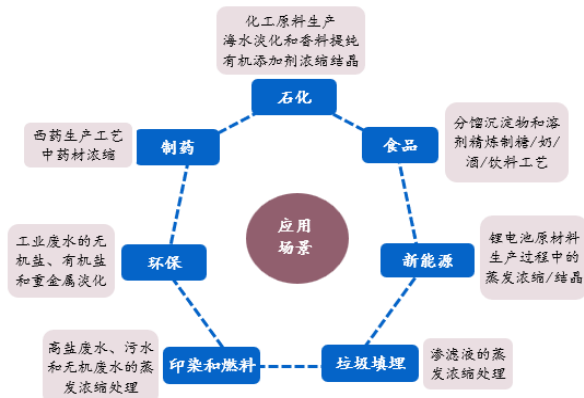 化工原料生产
海水淡化和香料提纯
有机添加剂浓缩结晶
石化
西药生产工艺
中药材浓缩
制药
食品
分馏沉淀物和溶
剂精炼制糖/奶/
酒/饮料工艺
应用
场景
工业废水的无
机盐、有机盐
和重金属淡化
环保
新能源
锂电池原材料
生产过程中的
蒸发浓缩/结晶
高盐废水、污水
和无机废水的蒸
发浓缩处理
印染和燃料
垃圾填埋
渗滤液的蒸
发浓缩处理